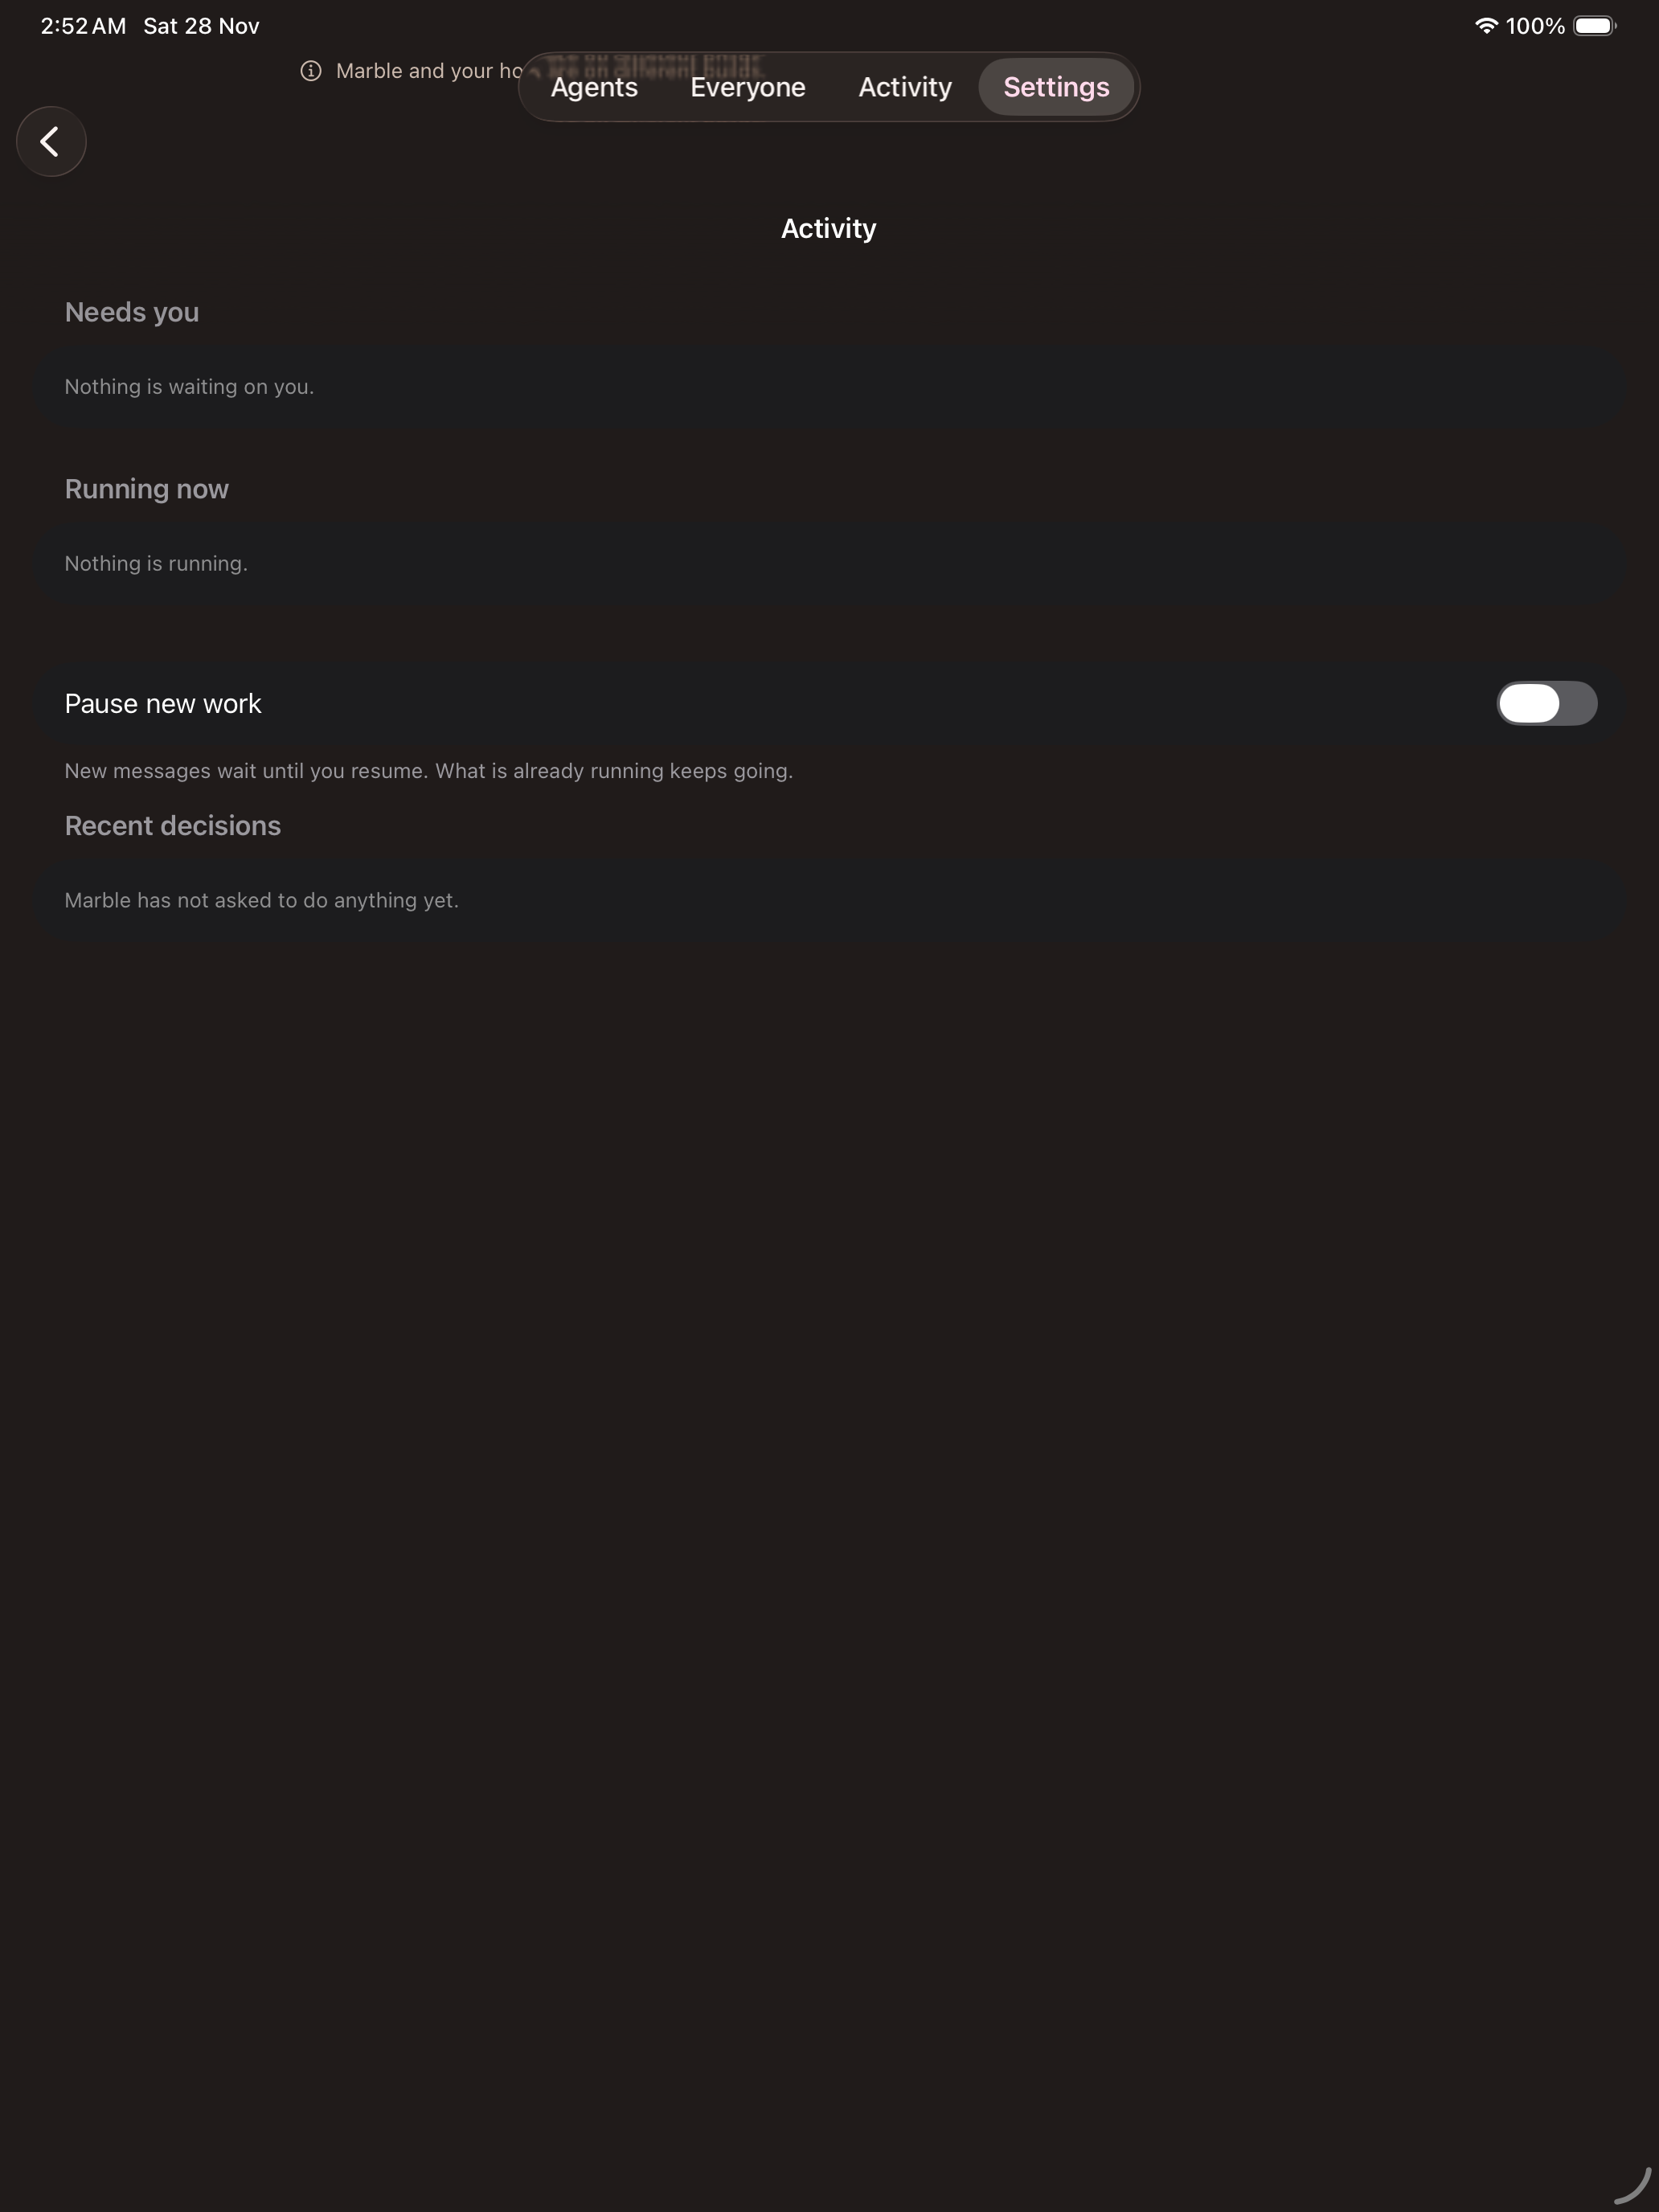 2:52 AM Sat 28 Nov
100%
Marble and your ho
Agents Everyone Activity Settings
Activity
Needs you
Nothing is waiting on you.
Running now
Nothing is running.
Pause new work
New messages wait until you resume. What is already running keeps going.
Recent decisions
Marble has not asked to do anything yet.